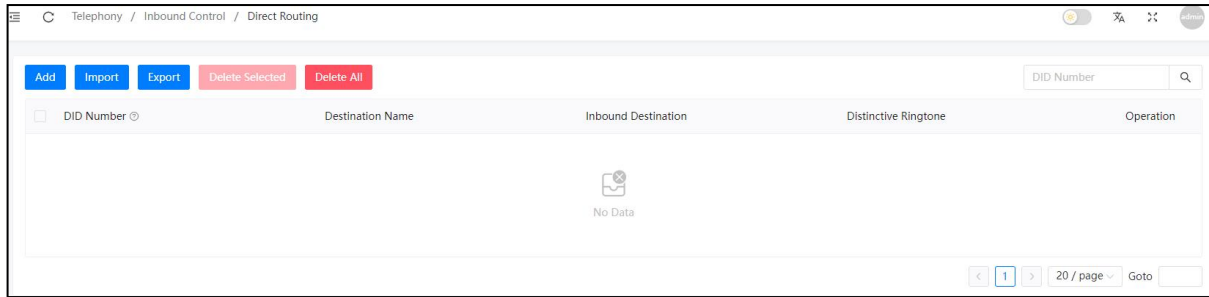 Telephony / Inbound Control / Direct Routing
admin
Add Import Export Delete Selected Delete All DID Number
DID Number Destination Name Inbound Destination Distinctive Ringtone Operation
No Data
< 1 > 20 / page Goto